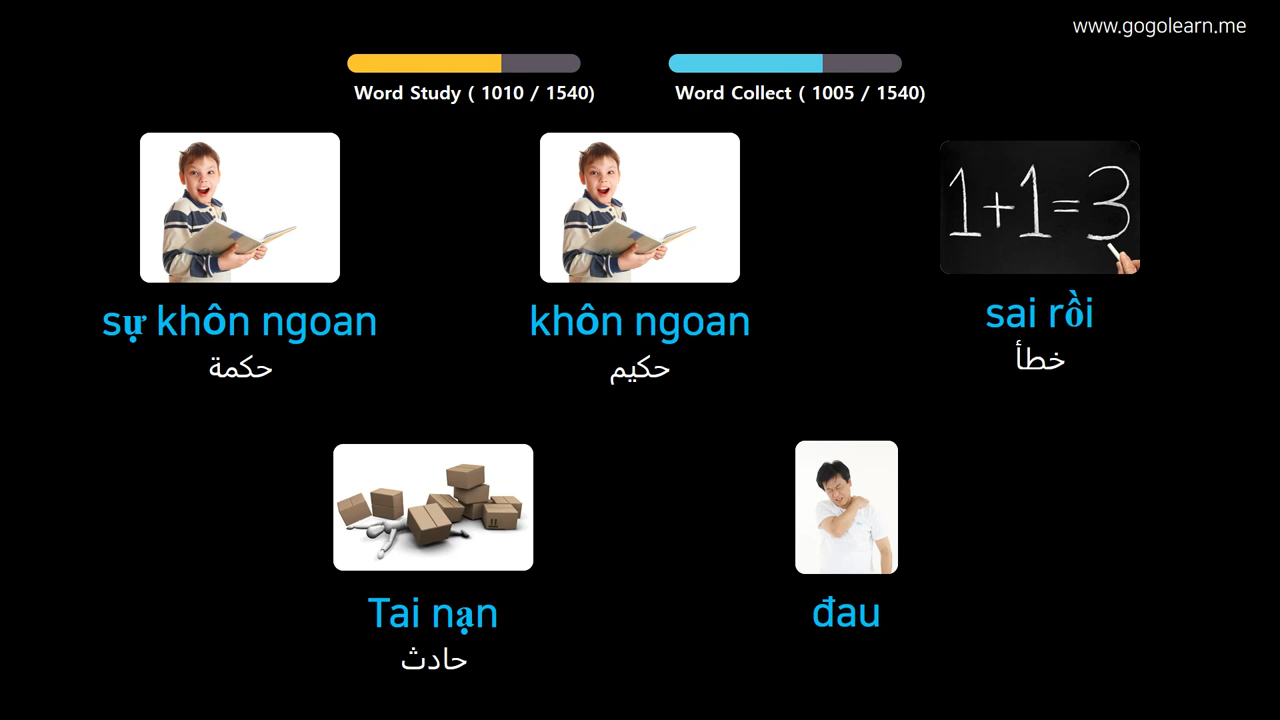 www.gogolearn.me
Word Study ( 1010 / 1540)
Word Collect ( 1005 / 1540)
1+1=3
sự khôn ngoan
حكمة
khôn ngoan
حكيم
sai rồi
خطأ
Tai nạn
حادث
đau